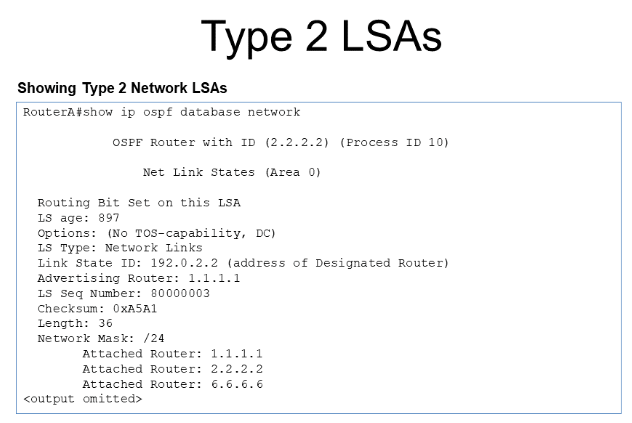 Type 2 LSAs
Showing Type 2 Network LSAs
RouterA#show ip ospf database network
OSPF Router with ID (2.2.2.2) (Process ID 10)
Net Link States (Area 0)
Routing Bit Set on this LSA
LS age: 897
Options: (No TOS-capability, DC)
LS Type: Network Links
Link State ID: 192.0.2.2 (address of Designated Router)
Advertising Router: 1.1.1.1
LS Seq Number: 80000003
Checksum: 0xA5A1
Length: 36
Network Mask: /24
Attached Router: 1.1.1.1
Attached Router: 2.2.2.2
Attached Router: 6.6.6.6
<output omitted>